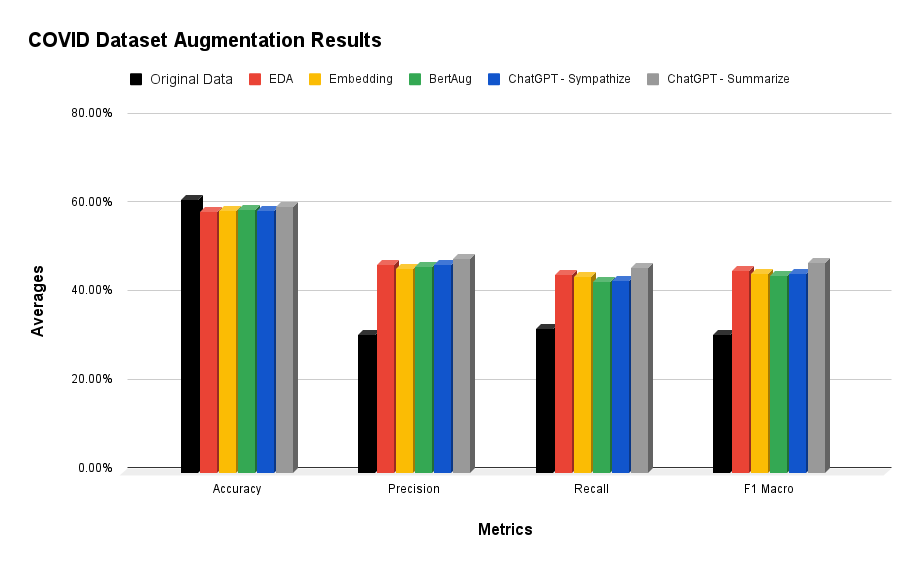 COVID Dataset Augmentation Results
Original Data EDA Embedding BertAug ChatGPT - Sympathize ChatGPT - Summarize
80.00%
60.00%
40.00%
20.00%
0.00%
Averages
Accuracy Precision Recall F1 Macro
Metrics